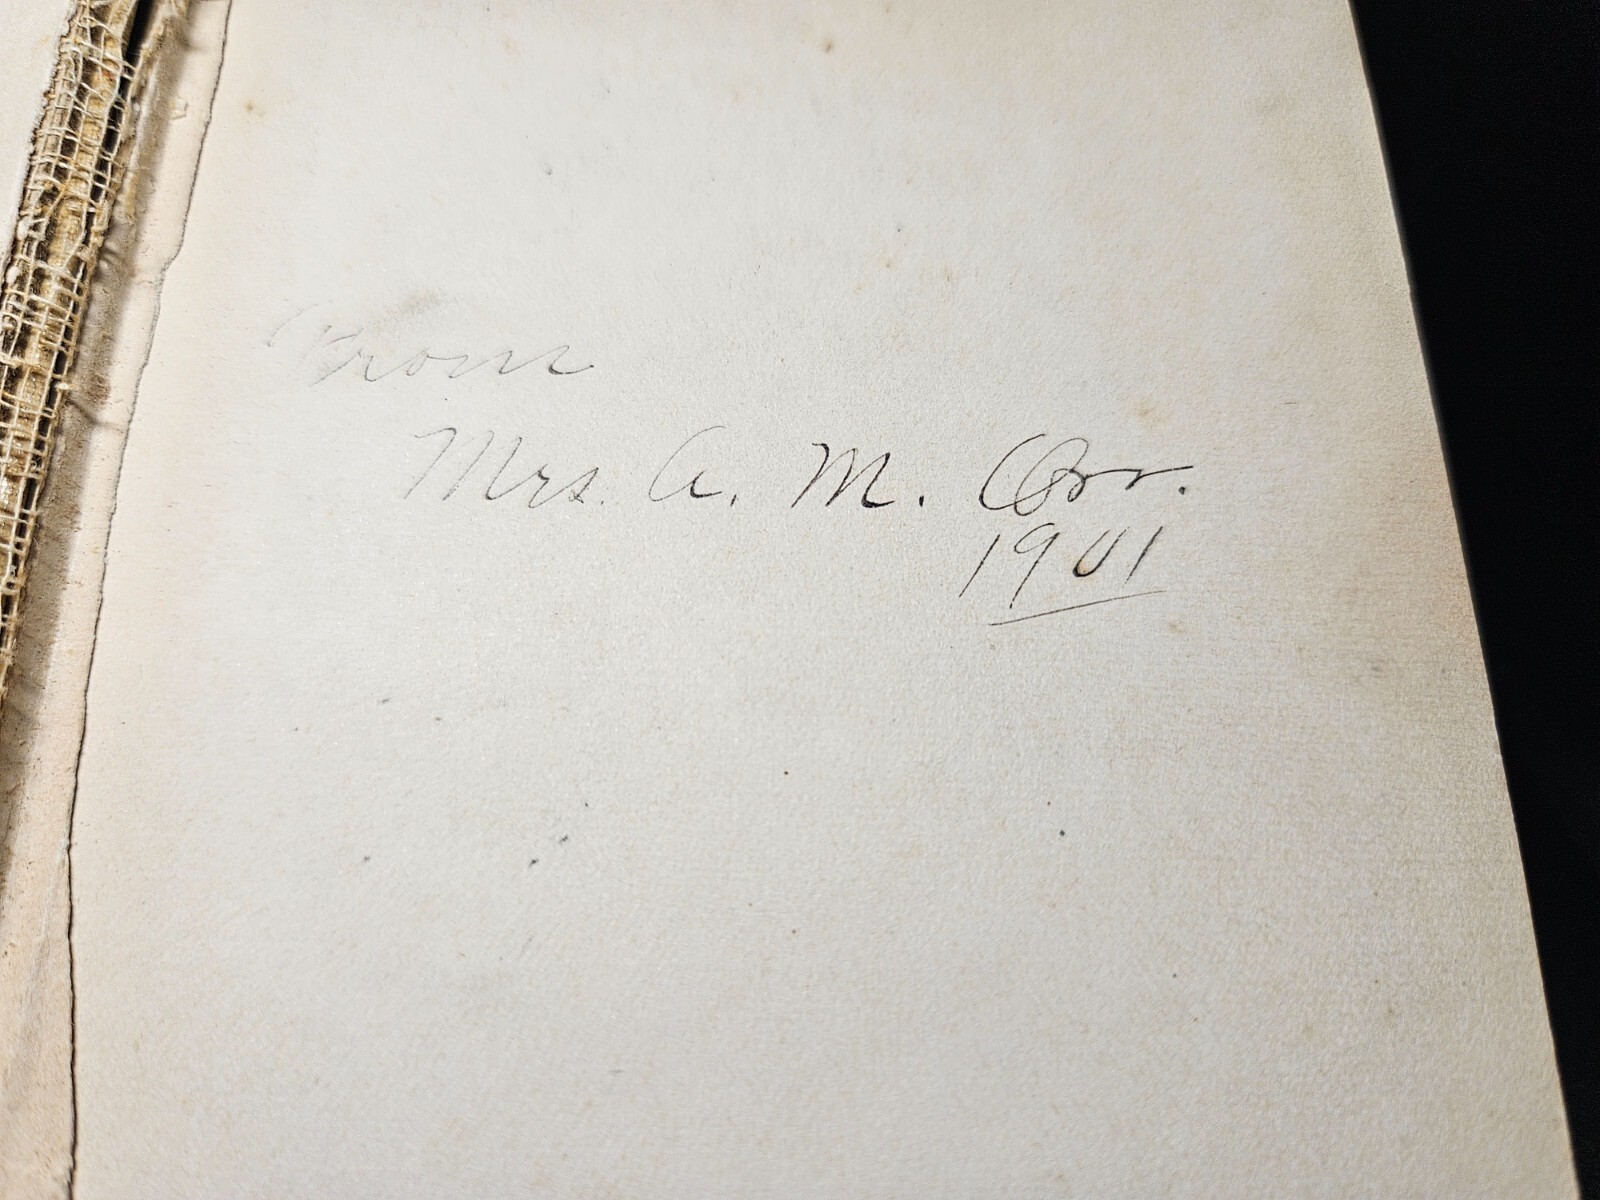 From
Mrs. A. M. Orr.
1901